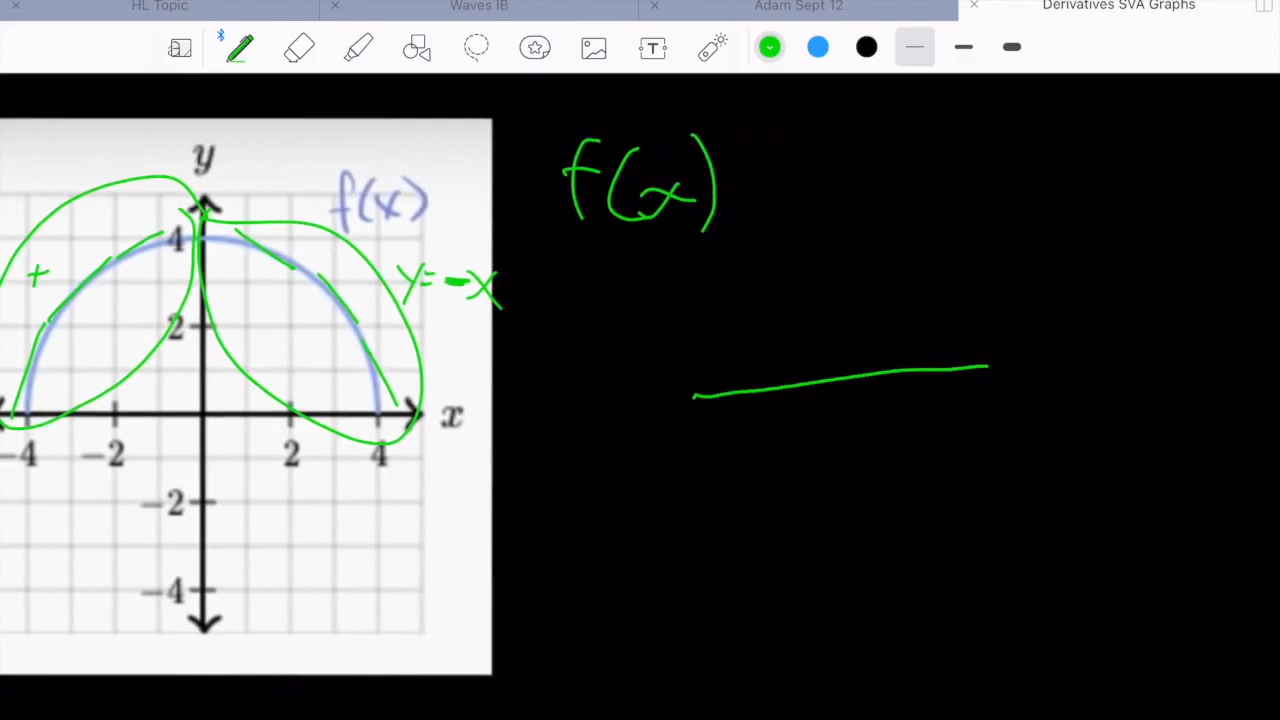 HL Topic
Waves IB
Adam Sept 12
Derivatives SVA Graphs
T
f(x)
y
f(x)
4
+
y=-x
2
x
-4 -2 2 4
-2
-4